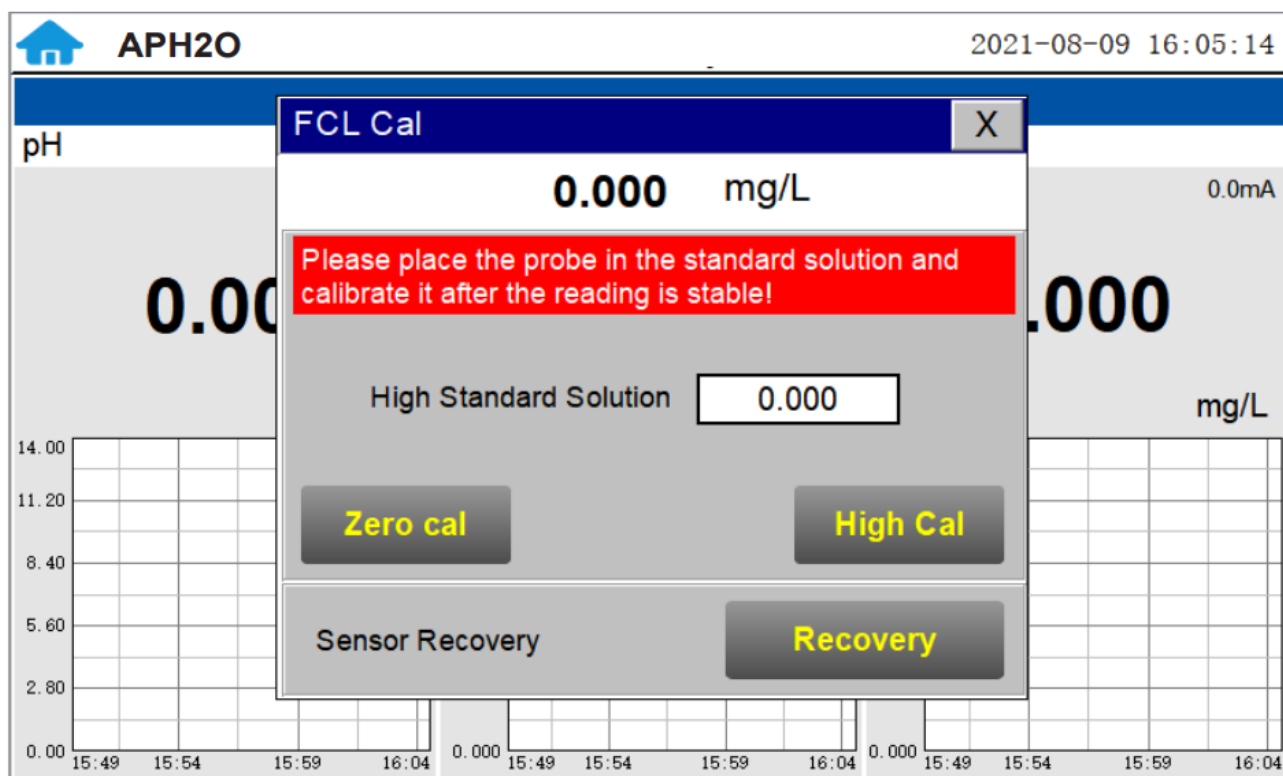 APH2O 2021-08-09 16:05:14
FCL Cal X
pH
0.000 mg/L
0.0mA
Please place the probe in the standard solution and
calibrate it after the reading is stable!
0.00 .000
High Standard Solution 0.000
mg/L
14.00
11.20
Zero cal High Cal
8.40
5.60
Sensor Recovery Recovery
2.80
0.00 0.000 0.000
15:49 15:54 15:59 16:04 15:49 15:54 15:59 16:04 15:49 15:54 15:59 16:04